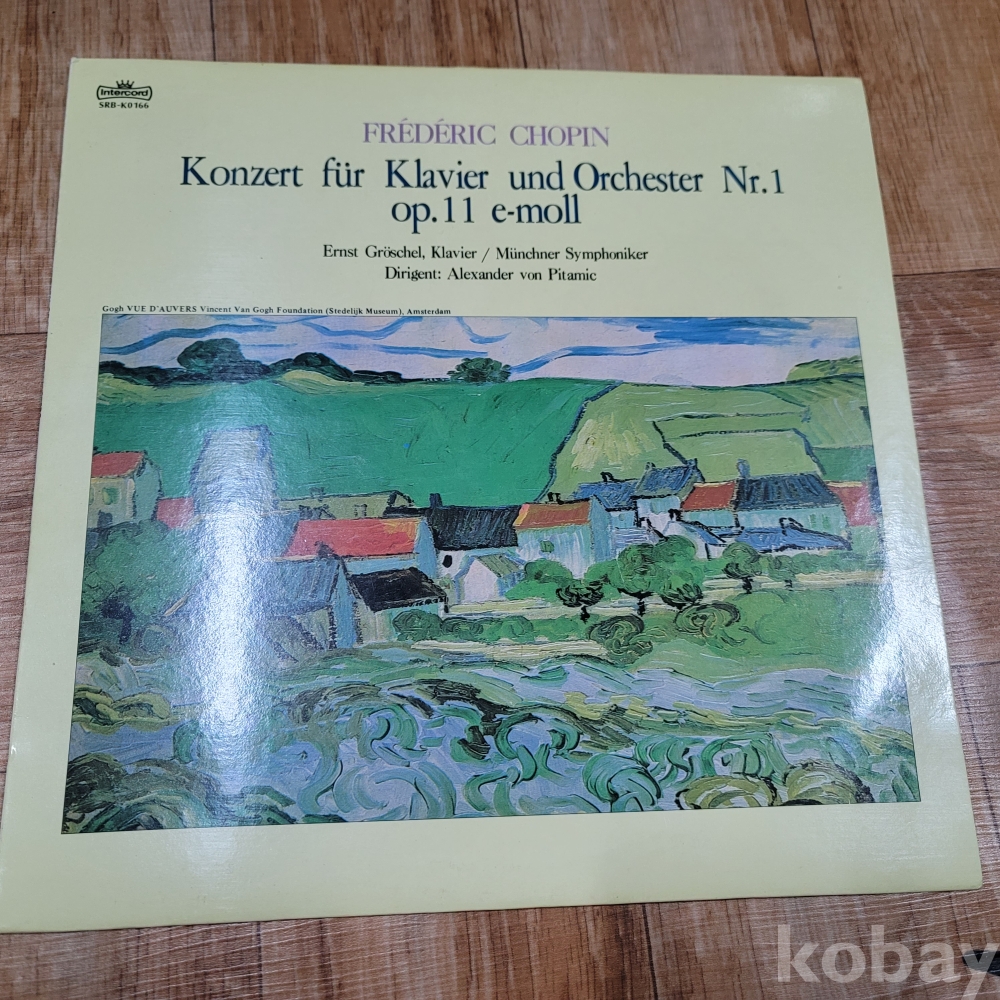 Intercord
SRB-K0166
FRÉDÉRIC CHOPIN
Konzert für Klavier und Orchester Nr.1
op.11 e-moll
Ernst Gröschel, Klavier / Münchner Symphoniker
Dirigent: Alexander von Pitamic
Gogh VUE D'AUVERS Vincent Van Gogh Foundation (Stedelijk Museum), Amsterdam
kobay